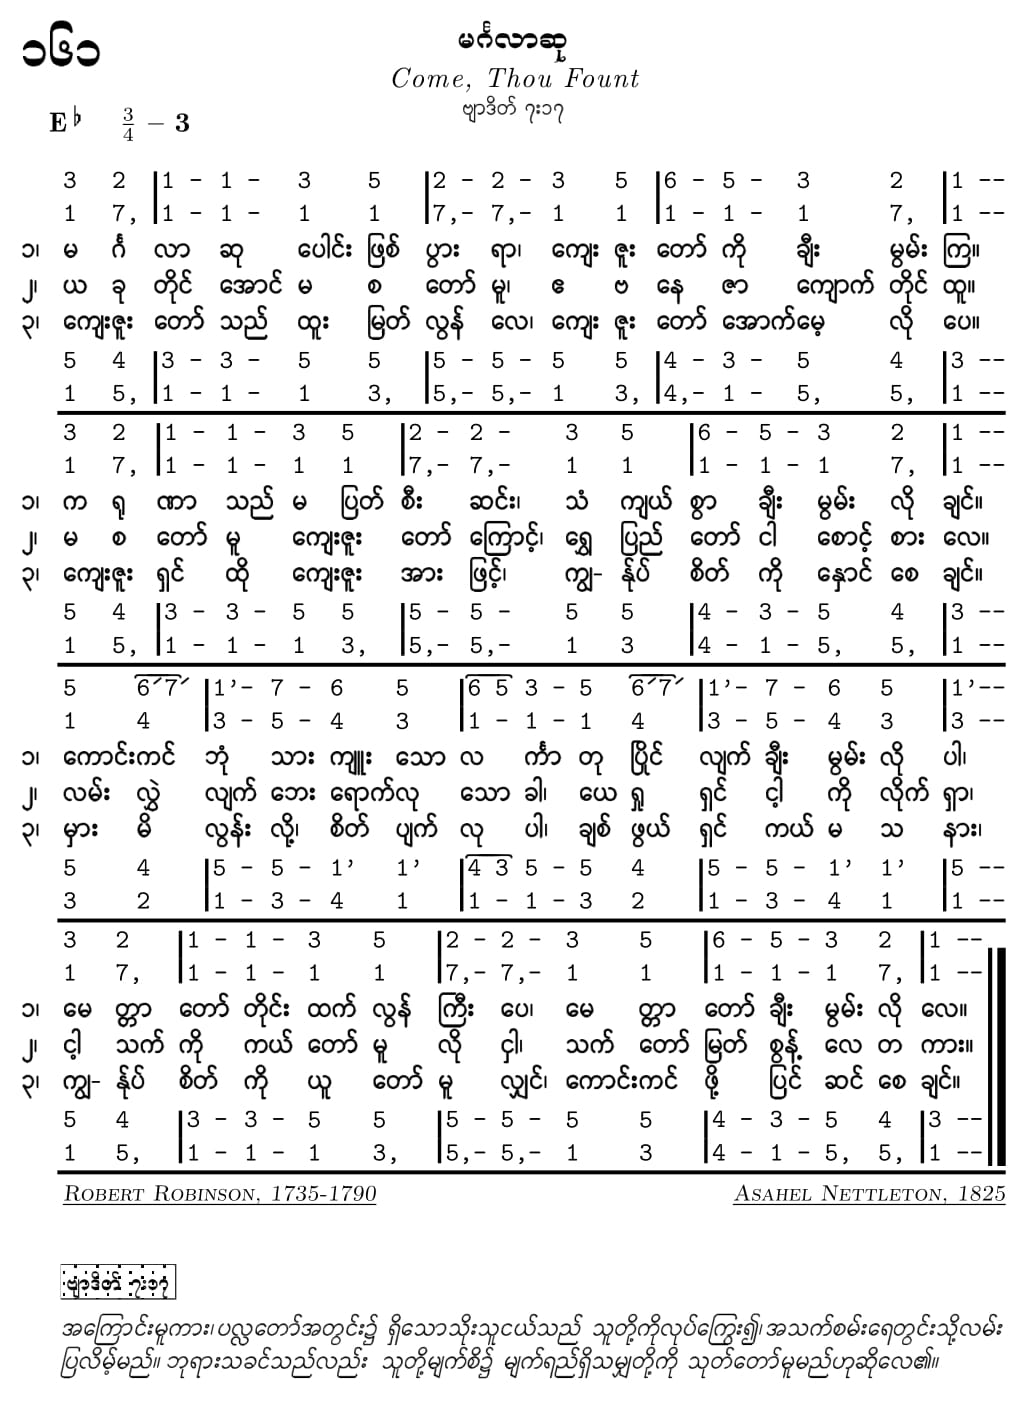 ၁၆၁
မင်္ဂလာဆု
Come, Thou Fount
ဗျာဒိတ် ၇း၁၇
E♭ 3/4 – 3
3 2 |1 - 1 - 3 5 |2 - 2 - 3 5 |6 - 5 - 3 2 |1 --
1 7, |1 - 1 - 1 1 |7,- 7,- 1 1 |1 - 1 - 1 7, |1 --
၁၊ မ င်္ဂ လာ ဆု ပေါင်း ဖြစ် ပွား ရာ၊ ကျေး ဇူး တော် ကို ချီး မွမ်း ကြ။
၂၊ ယ ခု တိုင် အောင် မ စ တော် မူ၊ ဧ ဗ နေ ဇာ ကျောက် တိုင် ထူ။
၃၊ ကျေးဇူး တော် သည် ထူး မြတ် လွန် လေ၊ ကျေး ဇူး တော် အောက်မေ့ လို ပေ။
5 4 |3 - 3 - 5 5 |5 - 5 - 5 5 |4 - 3 - 5 4 |3 --
1 5, |1 - 1 - 1 3, |5,- 5,- 1 3, |4,- 1 - 5, 5, |1 --
3 2 |1 - 1 - 3 5 |2 - 2 - 3 5 |6 - 5 - 3 2 |1 --
1 7, |1 - 1 - 1 1 |7,- 7,- 1 1 |1 - 1 - 1 7, |1 --
၁၊ က ရု ဏာ သည် မ ပြတ် စီး ဆင်း၊ သံ ကျယ် စွာ ချီး မွမ်း လို ချင်။
၂၊ မ စ တော် မူ ကျေးဇူး တော် ကြောင့်၊ ရွှေ ပြည် တော် ငါ စောင့် စား လေ။
၃၊ ကျေးဇူး ရှင် ထို ကျေးဇူး အား ဖြင့်၊ ကျွ- န်ုပ် စိတ် ကို နှောင် စေ ချင်။
5 4 |3 - 3 - 5 5 |5 - 5 - 5 5 |4 - 3 - 5 4 |3 --
1 5, |1 - 1 - 1 3, |5,- 5,- 1 3 |4 - 1 - 5, 5, |1 --
5 6′7′ |1’- 7 - 6 5 |6 5 3 - 5 6′7′ |1’- 7 - 6 5 |1’--
1 4 |3 - 5 - 4 3 |1 - 1 - 1 4 |3 - 5 - 4 3 |3 --
၁၊ ကောင်းကင် ဘုံ သား ကျူး သော လ င်္ကာ တု ပြိုင် လျက် ချီး မွမ်း လို ပါ၊
၂၊ လမ်း လွှဲ လျက် ဘေး ရောက်လု သော ခါ၊ ယေ ရှု ရှင် ငါ့ ကို လိုက် ရှာ၊
၃၊ မှား မိ လွန်း လို့၊ စိတ် ပျက် လု ပါ၊ ချစ် ဖွယ် ရှင် ကယ် မ သ နား၊
5 4 |5 - 5 - 1’ 1’ |4 3 5 - 5 4 |5 - 5 - 1’ 1’ |5 --
3 2 |1 - 3 - 4 1 |1 - 1 - 3 2 |1 - 3 - 4 1 |1 --
3 2 |1 - 1 - 3 5 |2 - 2 - 3 5 |6 - 5 - 3 2 |1 --
1 7, |1 - 1 - 1 1 |7,- 7,- 1 1 |1 - 1 - 1 7, |1 --
၁၊ မေ တ္တာ တော် တိုင်း ထက် လွန် ကြီး ပေ၊ မေ တ္တာ တော် ချီး မွမ်း လို လေ။
၂၊ ငါ့ သက် ကို ကယ် တော် မူ လို ငှါ၊ သက် တော် မြတ် စွန့် လေ တ ကား။
၃၊ ကျွ- န်ုပ် စိတ် ကို ယူ တော် မူ လျှင်၊ ကောင်းကင် ဖို့ ပြင် ဆင် စေ ချင်။
5 4 |3 - 3 - 5 5 |5 - 5 - 5 5 |4 - 3 - 5 4 |3 --
1 5, |1 - 1 - 1 3, |5,- 5,- 1 3 |4 - 1 - 5, 5, |1 --
ROBERT ROBINSON, 1735-1790 ASAHEL NETTLETON, 1825
ဗျာဒိတ် ၇း၁၇
အကြောင်းမူကား၊ ပလ္လတော်အတွင်း၌ ရှိသောသိုးသူငယ်သည် သူတို့ကိုလုပ်ကြွေး၍၊ အသက်စမ်းရေတွင်းသို့လမ်း
ပြလိမ့်မည်။ ဘုရားသခင်သည်လည်း သူတို့မျက်စိ၌ မျက်ရည်ရှိသမျှတို့ကို သုတ်တော်မူမည်ဟုဆိုလေ၏။